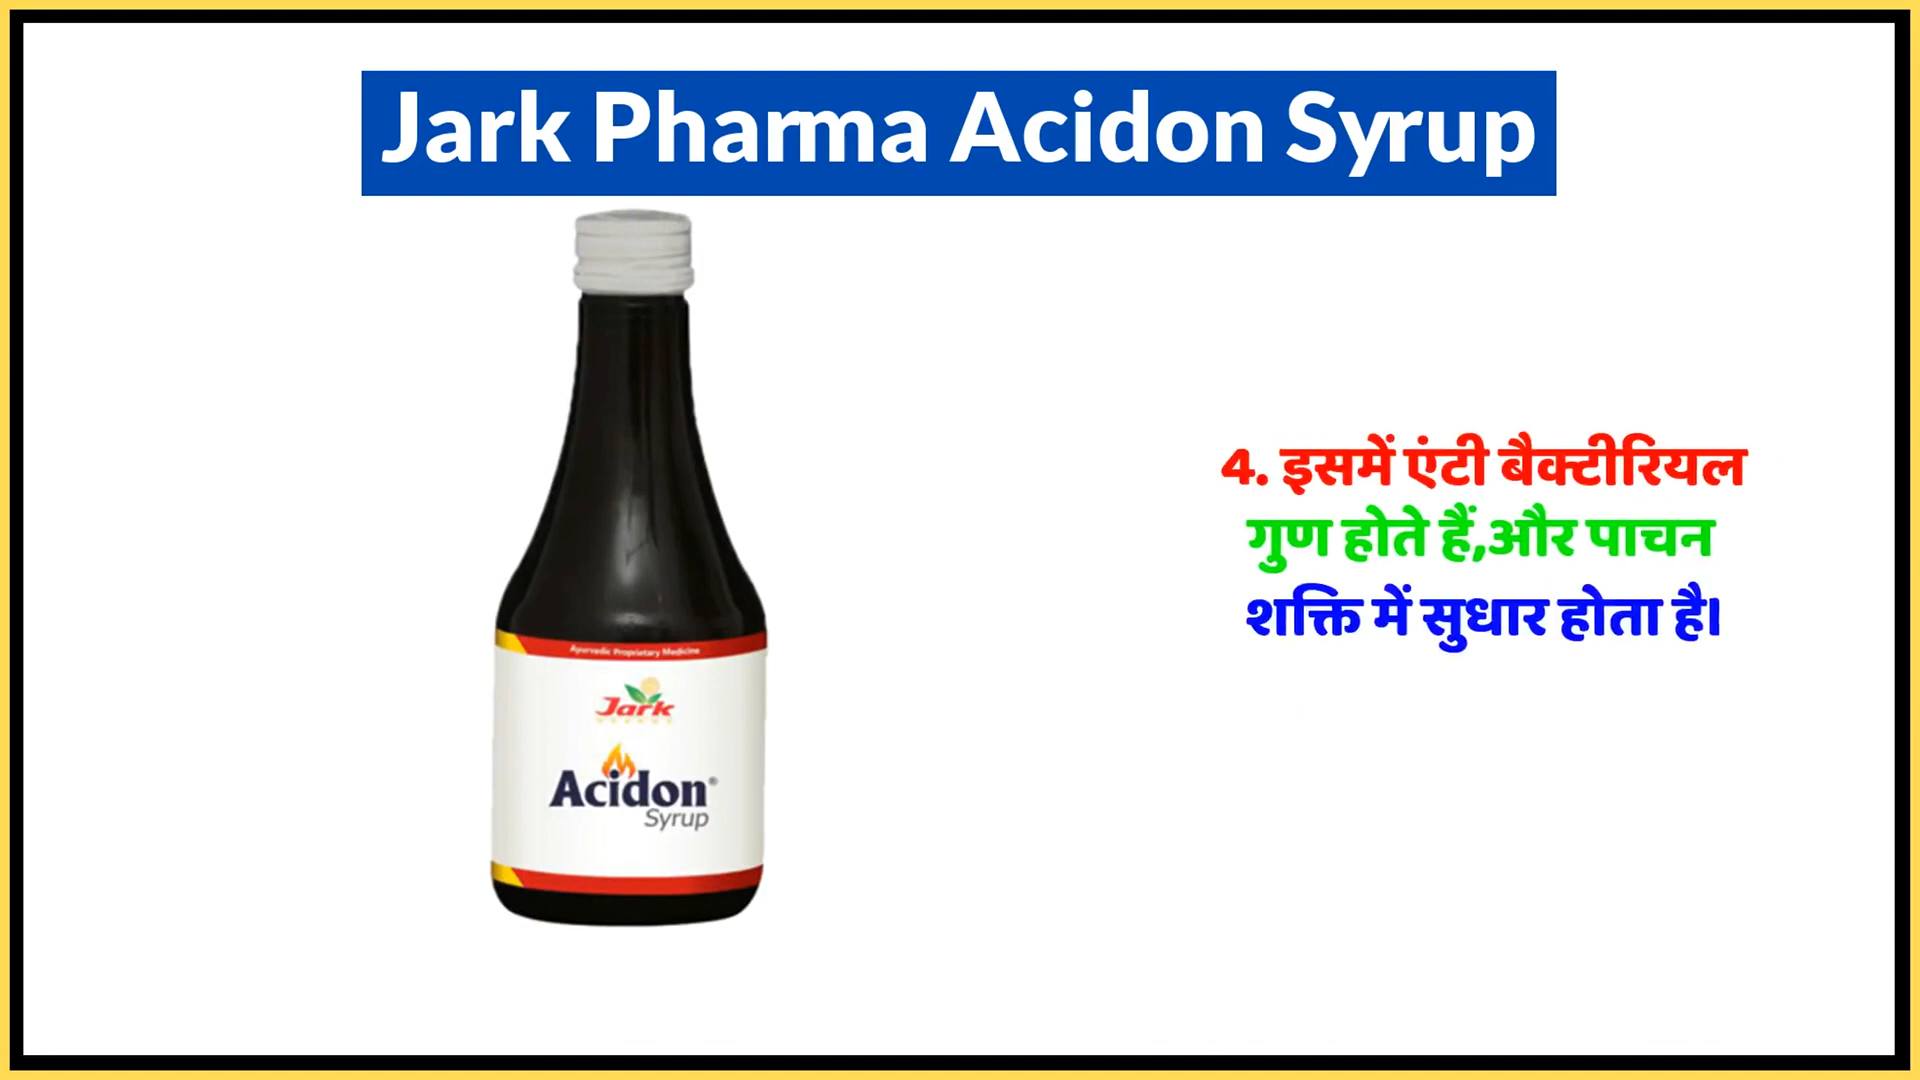 Jark Pharma Acidon Syrup
4. इसमें एंटी बैक्टीरियल
गुण होते हैं,और पाचन
शक्ति में सुधार होता है।
Ayurvedic Proprietary Medicine
Jark
Acidon®
Syrup